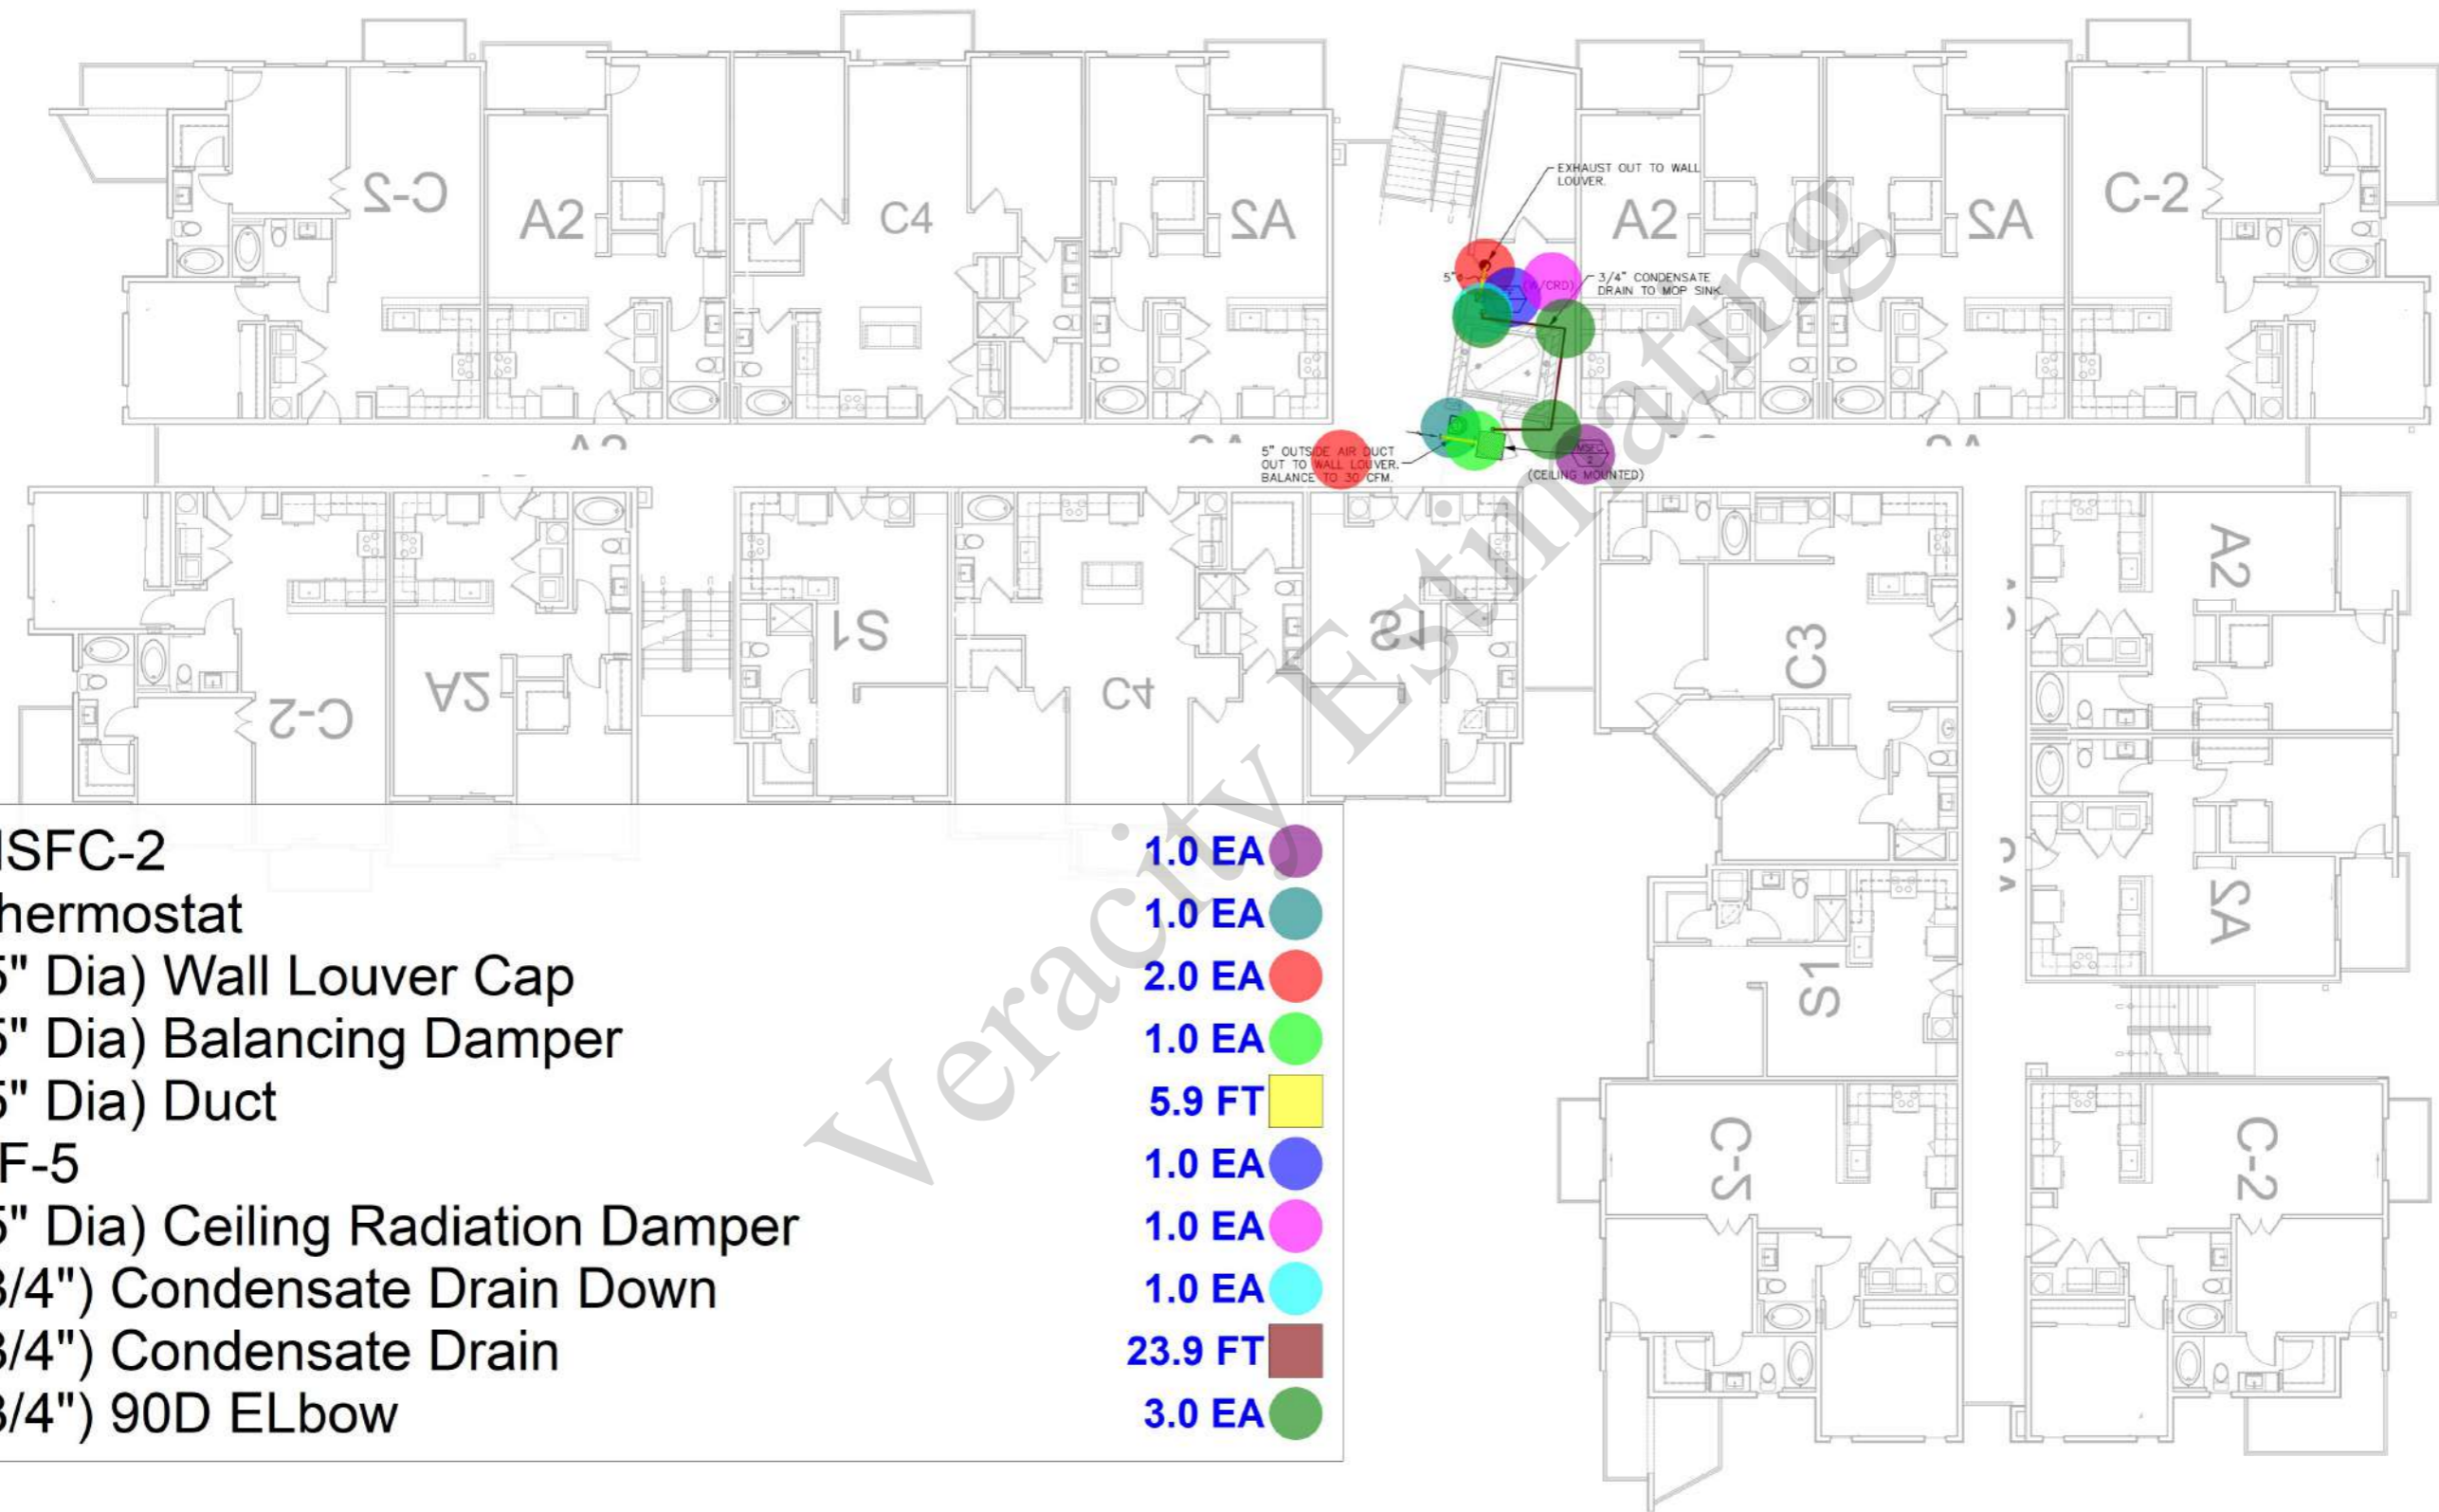 C-2
A2
C4
A2
A2
A2
C-2
EXHAUST OUT TO WALL
LOUVER.
5"ø
(W/CRD)
3/4" CONDENSATE
DRAIN TO MOP SINK.
5" OUTSIDE AIR DUCT
OUT TO WALL LOUVER.
BALANCE TO 30 CFM.
MSFC
2
(CEILING MOUNTED)
C-2
A2
S1
C4
S1
C3
A2
A2
S1
C-2
C-2
SFC-2 1.0 EA
hermostat 1.0 EA
5" Dia) Wall Louver Cap 2.0 EA
5" Dia) Balancing Damper 1.0 EA
5" Dia) Duct 5.9 FT
F-5 1.0 EA
5" Dia) Ceiling Radiation Damper 1.0 EA
3/4") Condensate Drain Down 1.0 EA
3/4") Condensate Drain 23.9 FT
3/4") 90D ELbow 3.0 EA
Veracity Estimating